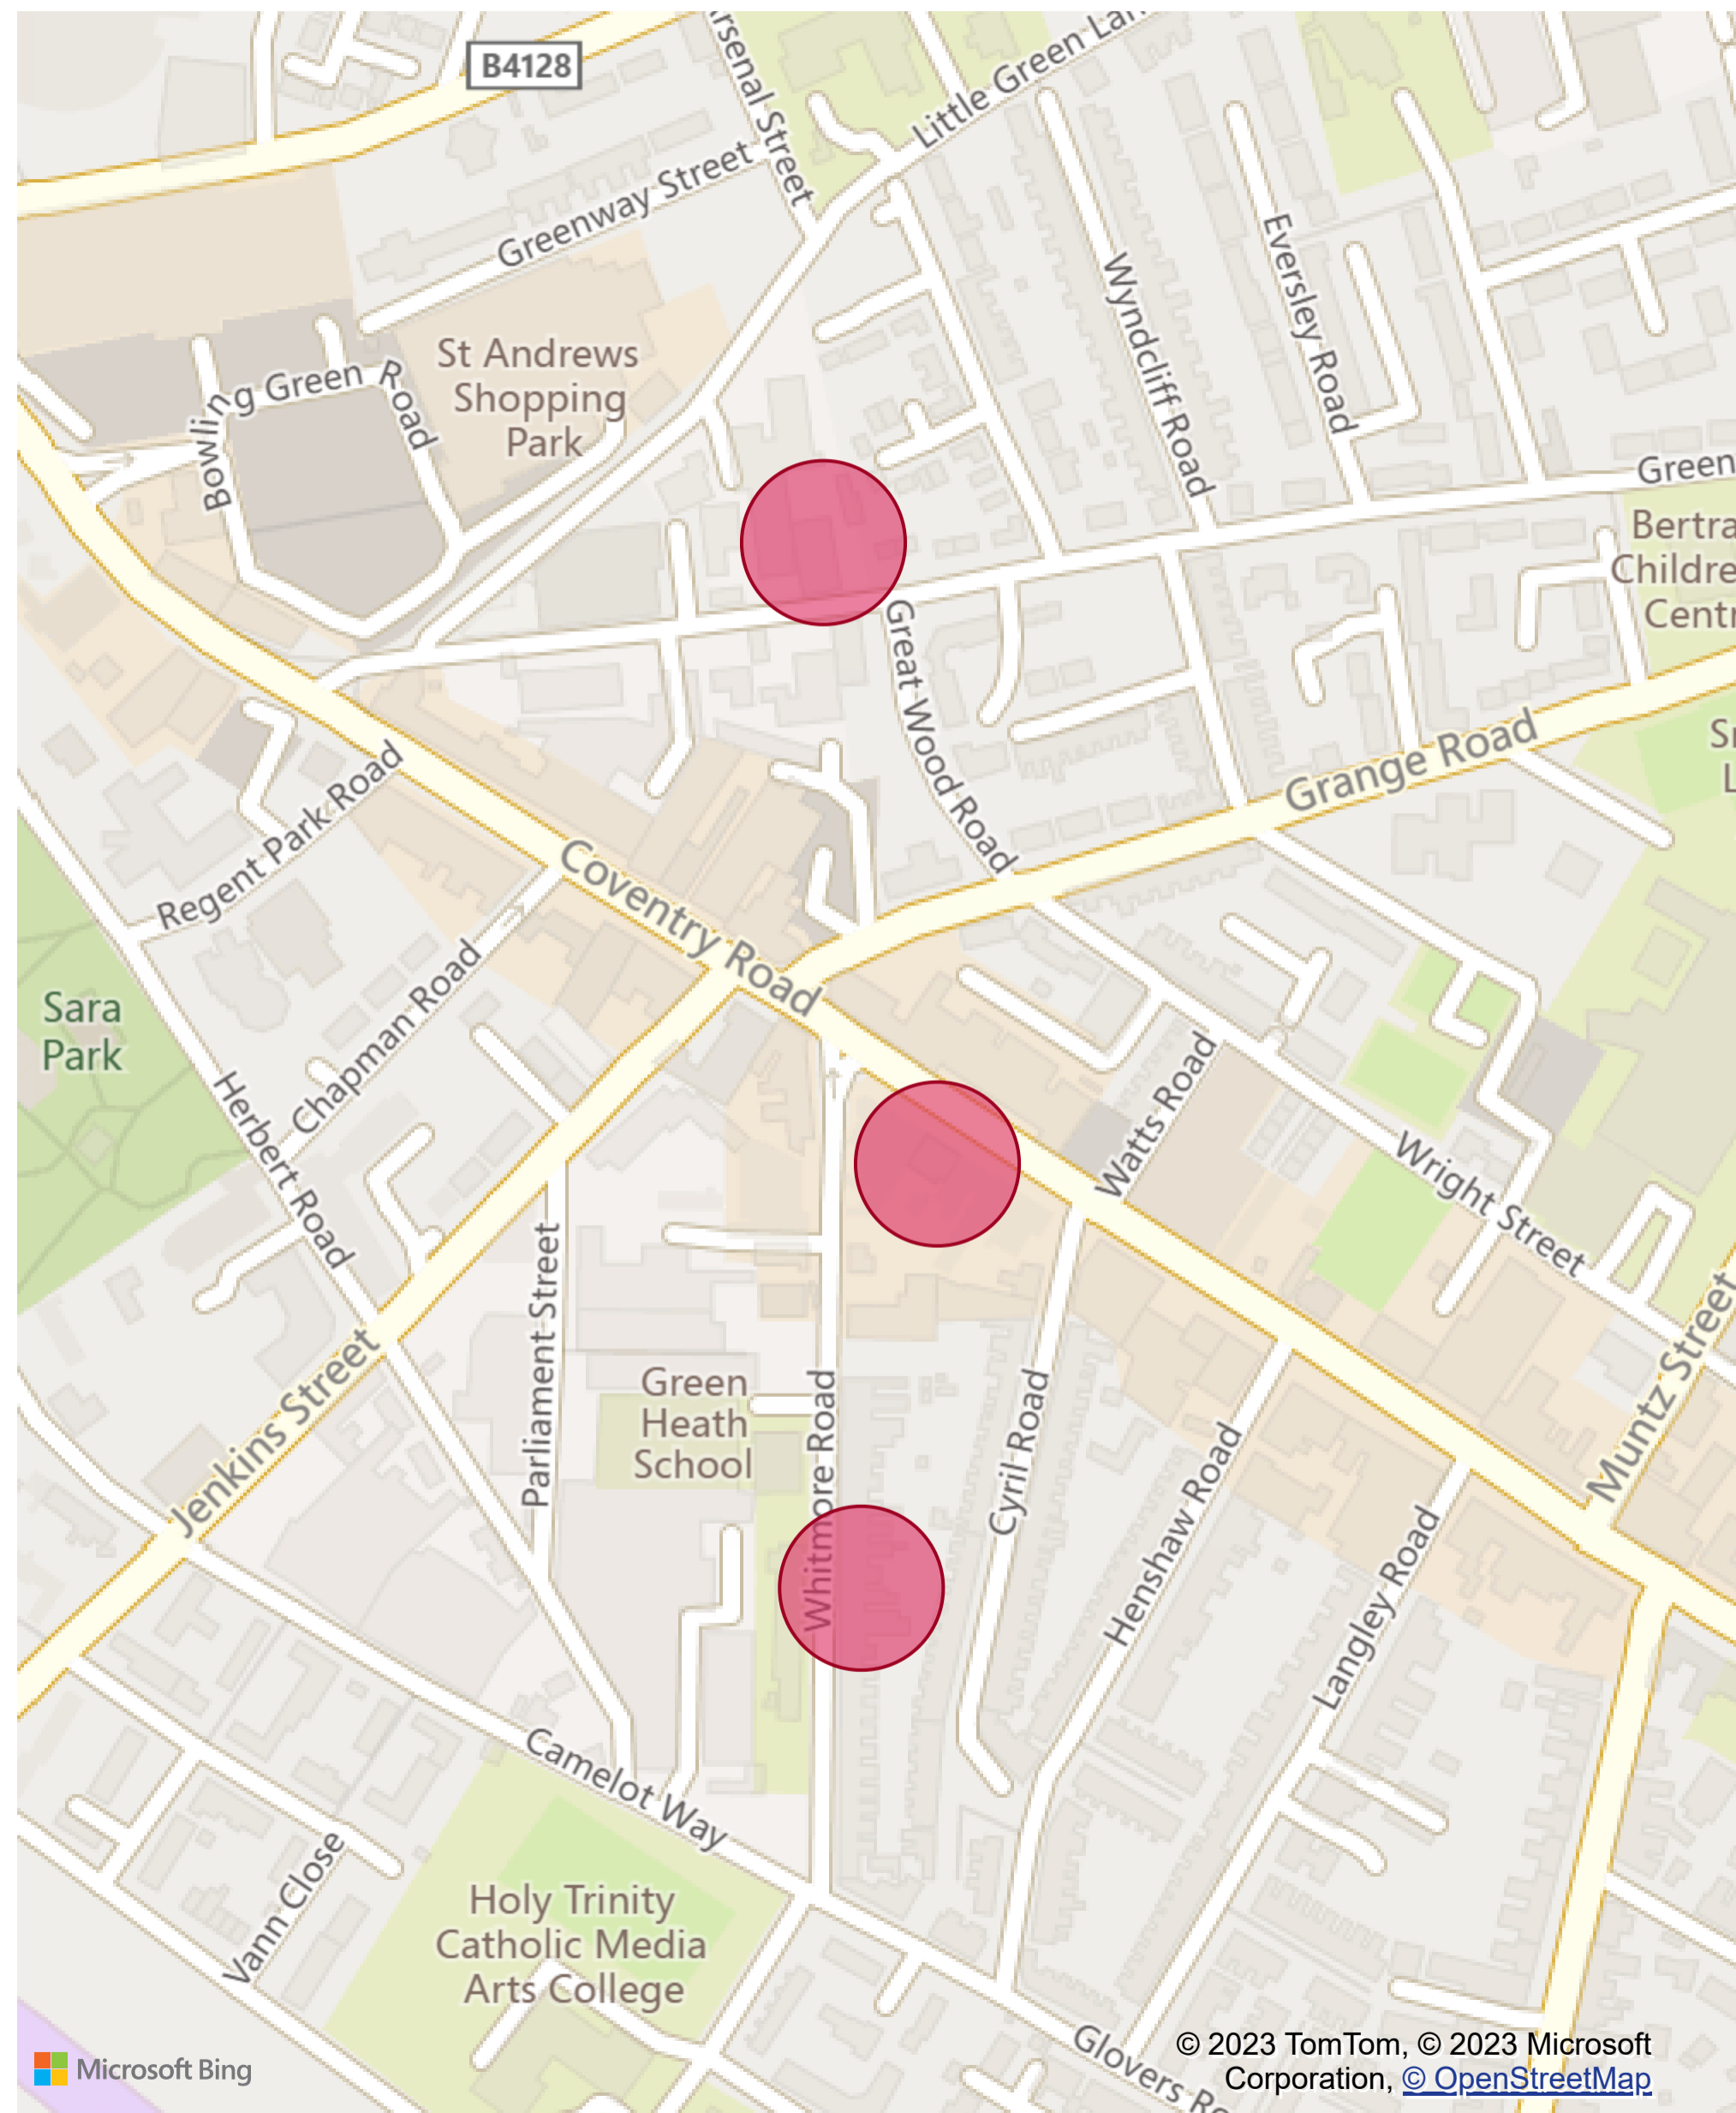 B4128
Arsenal Street
Little Green Lan
Greenway Street
Eversley Road
Wyndcliff Road
St Andrews
Shopping
Park
Bowling Green Road
Green
Bertra
Childre
Centr
Great Wood Road
Grange Road
Regent Park Road
Coventry Road
Sara
Park
Chapman Road
Herbert Road
Watts Road
Wright Street
Parliament Street
Muntz Street
Jenkins Street
Green
Heath
School
Whitmore Road
Cyril Road
Henshaw Road
Langley Road
Camelot Way
Vann Close
Holy Trinity
Catholic Media
Arts College
Glovers Ro
Microsoft Bing
© 2023 TomTom, © 2023 Microsoft
Corporation, © OpenStreetMap